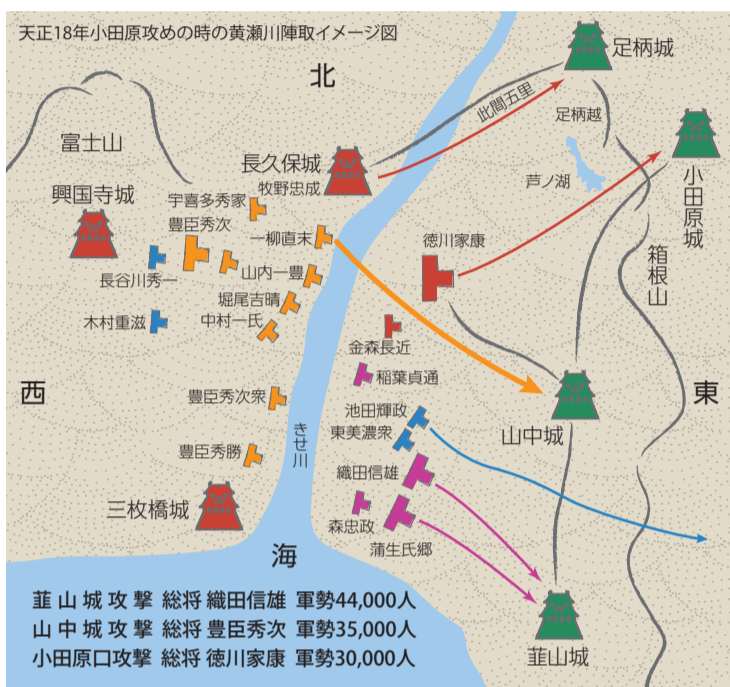 天正18年小田原攻めの時の黄瀬川陣取イメージ図
北
足柄城
此間五里
足柄越
富士山
長久保城
牧野忠成
芦ノ湖
小田原城
興国寺城
宇喜多秀家
豊臣秀次
一柳直末
徳川家康
箱根山
長谷川秀一
山内一豊
堀尾吉晴
中村一氏
木村重滋
金森長近
稲葉貞通
西
東
豊臣秀次衆
池田輝政
東美濃衆
山中城
きせ川
豊臣秀勝
織田信雄
三枚橋城
森忠政
蒲生氏郷
海
韮山城攻撃 総将 織田信雄 軍勢44,000人
山中城攻撃 総将 豊臣秀次 軍勢35,000人
小田原口攻撃 総将 徳川家康 軍勢30,000人
韮山城